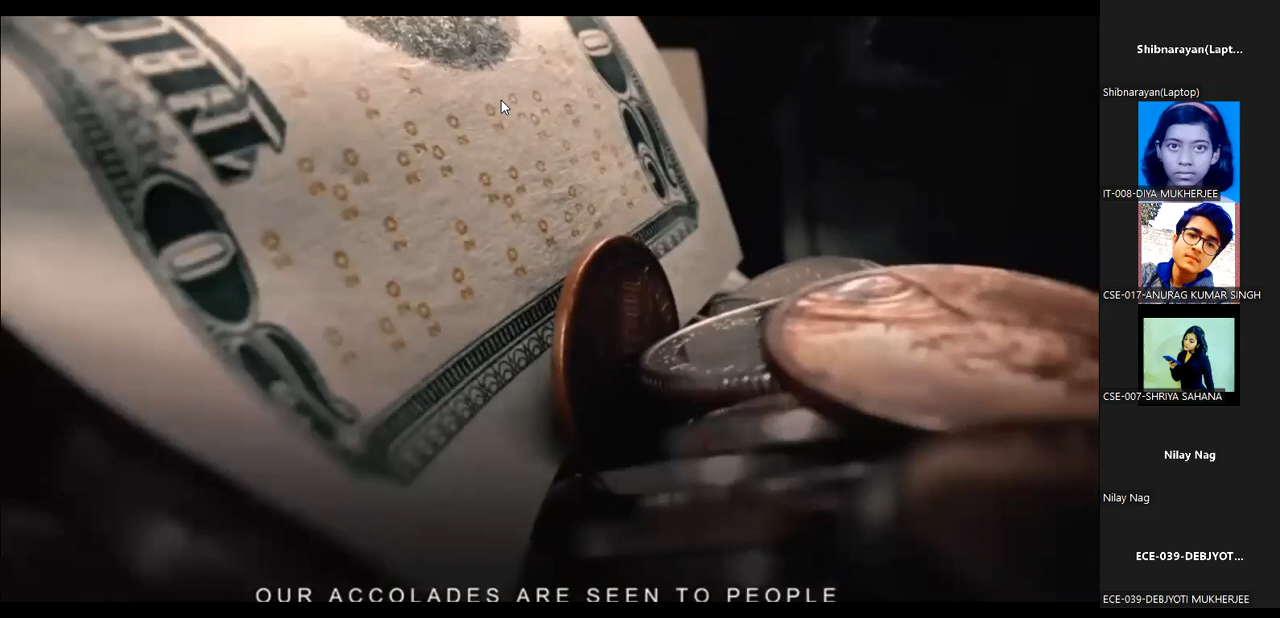 OUR ACCOLADES ARE SEEN TO PEOPLE
Shibnarayan(Lapt...
Shibnarayan(Laptop)
IT-008-DIYA MUKHERJEE
CSE-017-ANURAG KUMAR SINGH
CSE-007-SHRIYA SAHANA
Nilay Nag
Nilay Nag
ECE-039-DEBJYOT...
ECE-039-DEBJYOTI MUKHERJEE